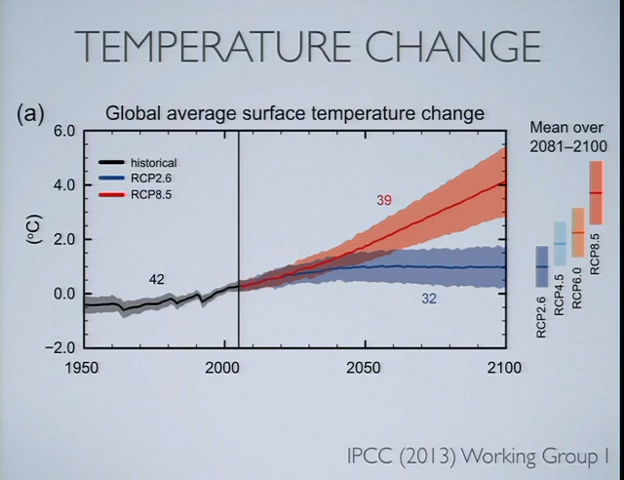 TEMPERATURE CHANGE
(a)
Global average surface temperature change
Mean over
2081–2100
6.0
4.0
2.0
0.0
−2.0
(°C)
historical
RCP2.6
RCP8.5
42
39
32
1950
2000
2050
2100
RCP2.6
RCP4.5
RCP6.0
RCP8.5
IPCC (2013) Working Group I